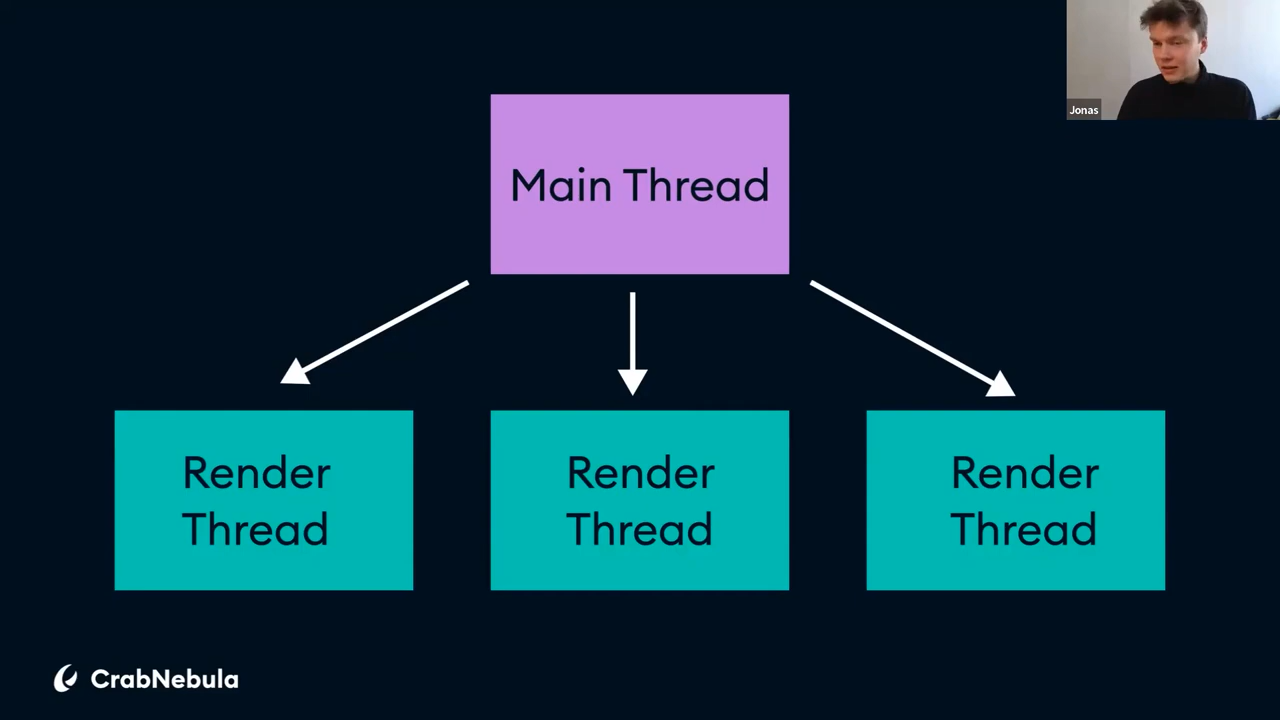 Jonas
Main Thread
Render
Thread
Render
Thread
Render
Thread
CrabNebula